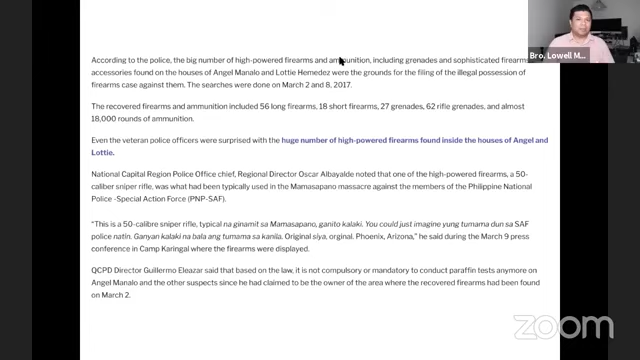 According to the police, the big number of high-powered firearms and ammunition, including grenades and sophisticated firearms
accessories found on the houses of Angel Manalo and Lottie Hemedez were the grounds for the filing of the illegal possession of
firearms case against them. The searches were done on March 2 and 8, 2017.
The recovered firearms and ammunition included 56 long firearms, 18 short firearms, 27 grenades, 62 rifle grenades, and almost
18,000 rounds of ammunition.
Even the veteran police officers were surprised with the huge number of high-powered firearms found inside the houses of Angel and
Lottie.
National Capital Region Police Office chief, Regional Director Oscar Albayalde noted that one of the high-powered firearms, a 50-
caliber sniper rifle, was what had been typically used in the Mamasapano massacre against the members of the Philippine National
Police -Special Action Force (PNP-SAF).
“This is a 50-calibre sniper rifle, typical na ginamit sa Mamasapano, ganito kalaki. You could just imagine yung tumama dun sa SAF
police natin. Ganyan kalaki na bala ang tumama sa kanila. Original siya, orginal. Phoenix, Arizona,” he said during the March 9 press
conference in Camp Karingal where the firearms were displayed.
QCPD Director Guillermo Eleazar said that based on the law, it is not compulsory or mandatory to conduct paraffin tests anymore on
Angel Manalo and the other suspects since he had claimed to be the owner of the area where the recovered firearms had been found
on March 2.
Bro. Lowell M...
zoom